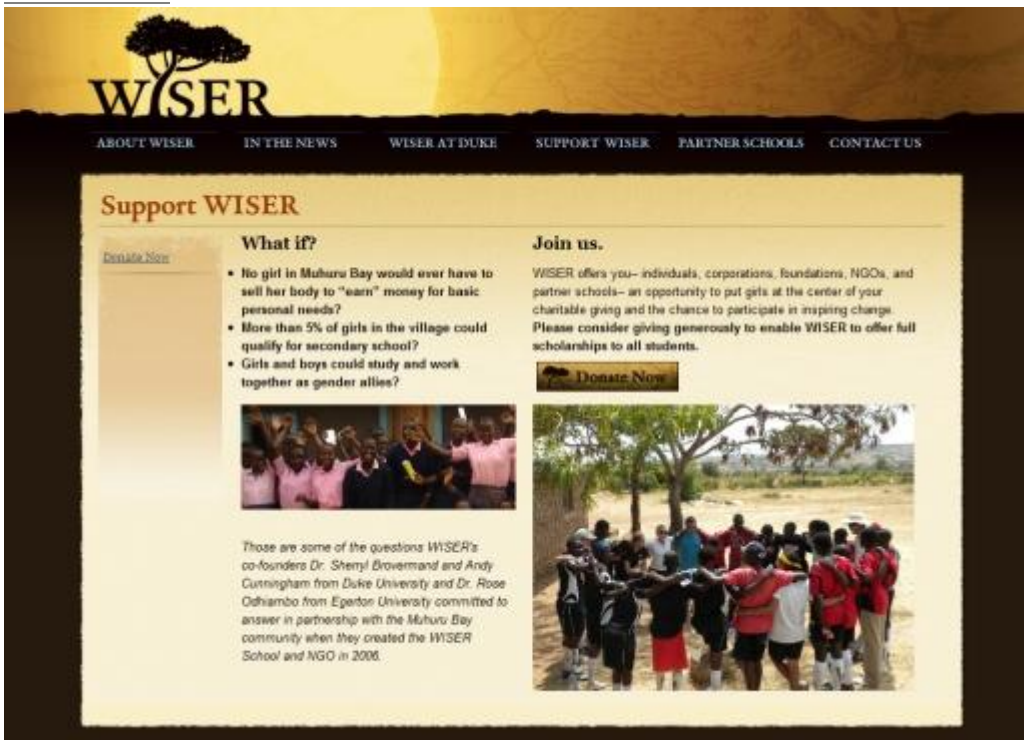 WISER
ABOUT WISER IN THE NEWS WISER AT DUKE SUPPORT WISER PARTNER SCHOOLS CONTACT US
Support WISER
Donate Now
What if?
• No girl in Muhuru Bay would ever have to
sell her body to “earn” money for basic
personal needs?
• More than 5% of girls in the village could
qualify for secondary school?
• Girls and boys could study and work
together as gender allies?
Those are some of the questions WISER's
co-founders Dr. Sherryl Brovermand and Andy
Cunningham from Duke University and Dr. Rose
Odhiambo from Egerton University committed to
answer in partnership with the Muhuru Bay
community when they created the WISER
School and NGO in 2006.
Join us.
WISER offers you– individuals, corporations, foundations, NGOs, and
partner schools– an opportunity to put girls at the center of your
charitable giving and the chance to participate in inspiring change.
Please consider giving generously to enable WISER to offer full
scholarships to all students.
Donate Now